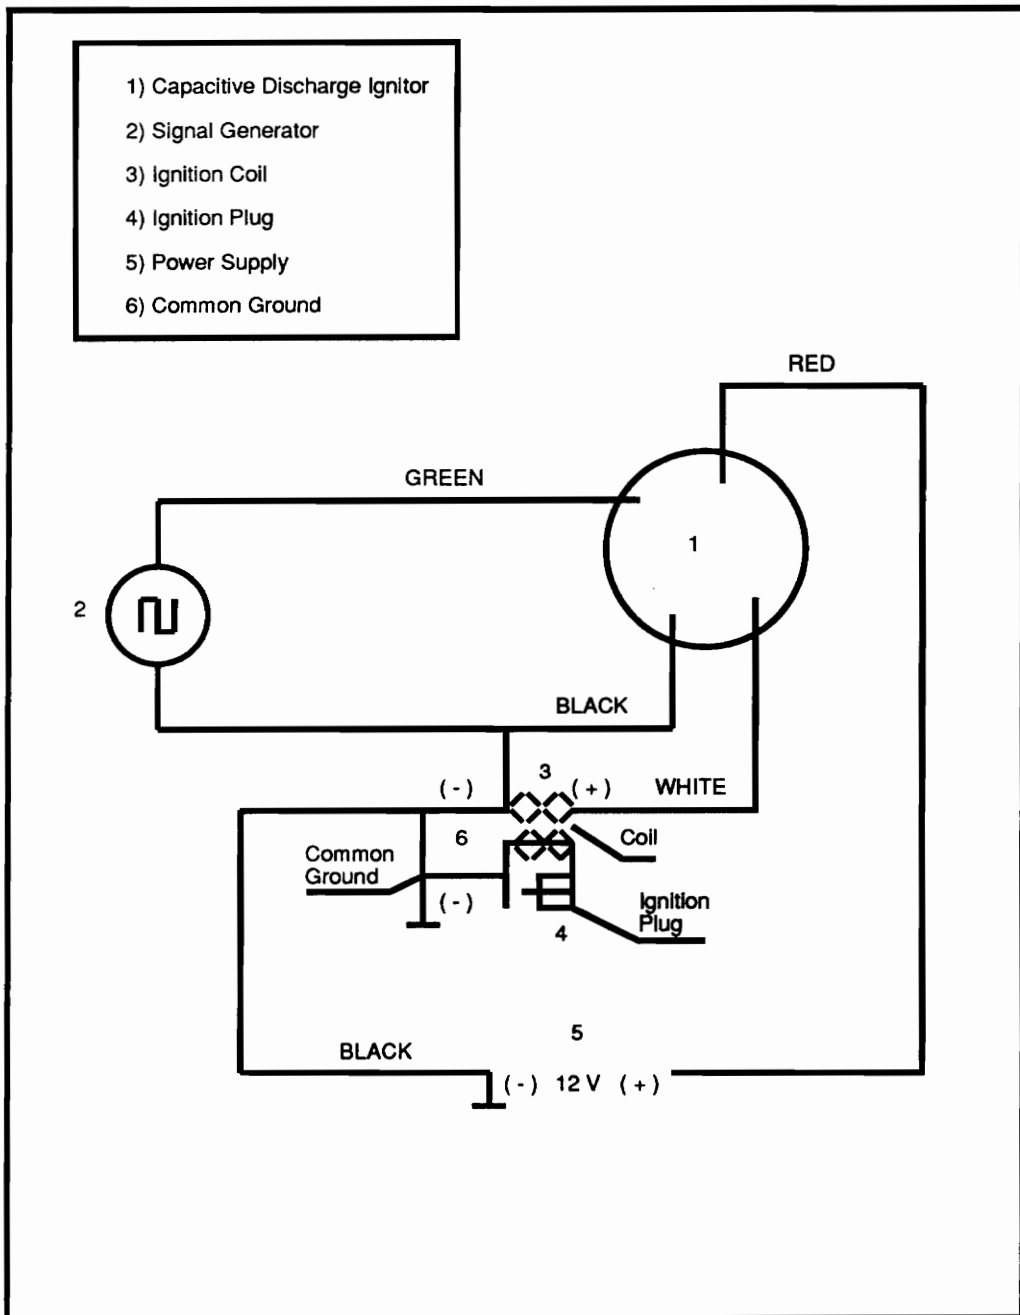 1) Capacitive Discharge Ignitor
2) Signal Generator
3) Ignition Coil
4) Ignition Plug
5) Power Supply
6) Common Ground
RED
GREEN
1
2
BLACK
3
( - )
( + )
WHITE
6
Coil
Common
Ground
( - )
Ignition
Plug
4
5
BLACK
( - ) 12 V ( + )